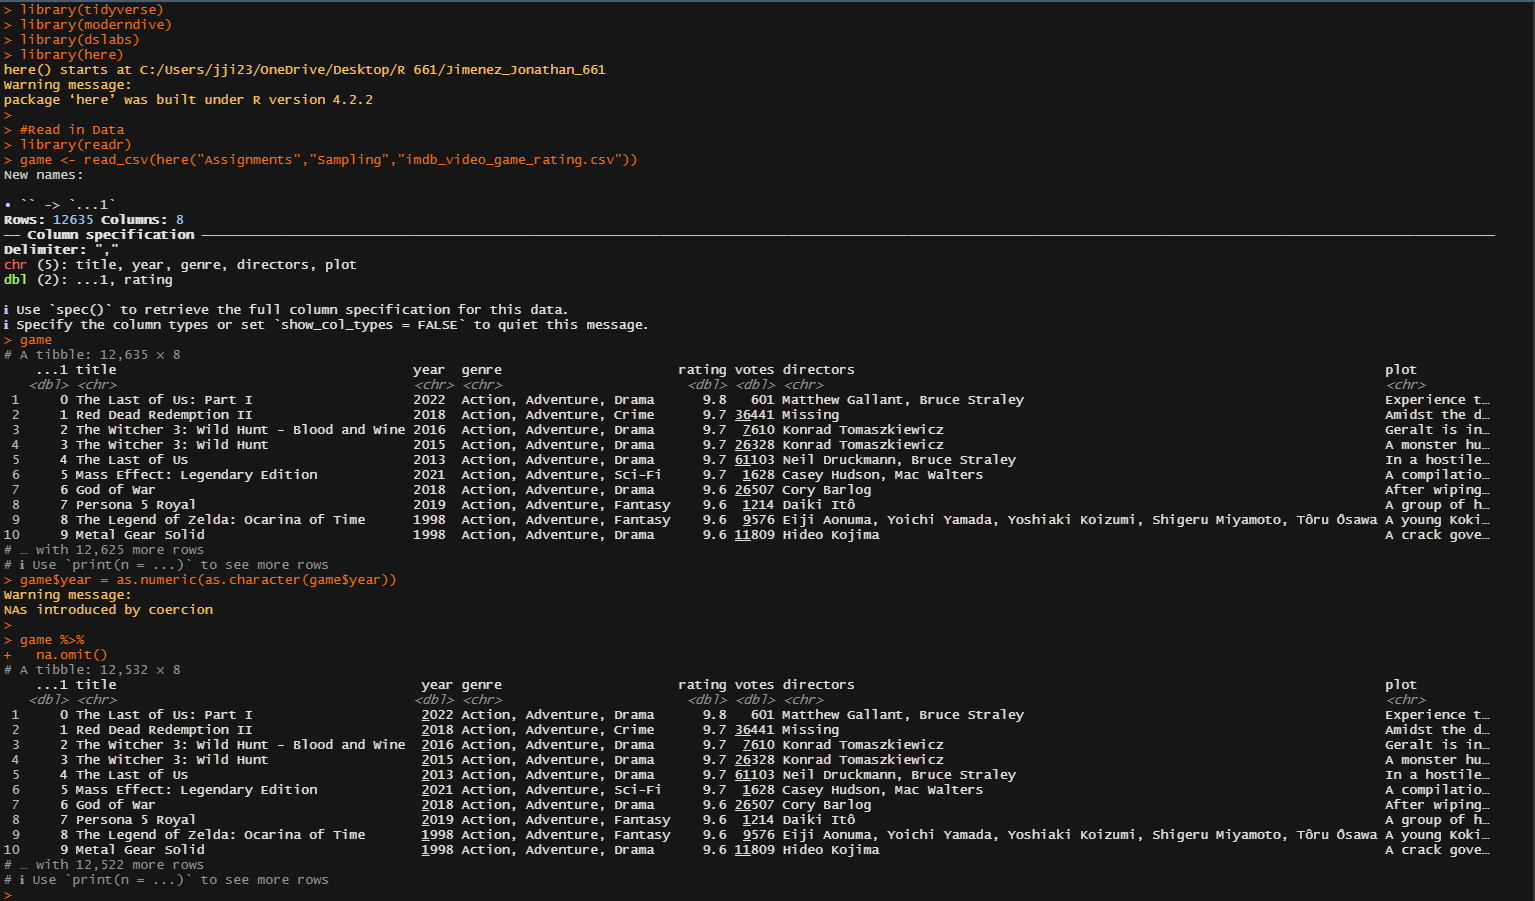 > library(tidyverse)
> library(moderndive)
> library(dslabs)
> library(here)
here() starts at C:/Users/jji23/OneDrive/Desktop/R 661/Jimenez_Jonathan_661
Warning message:
package ‘here’ was built under R version 4.2.2
>
> #Read in Data
> library(readr)
> game <- read_csv(here("Assignments","Sampling","imdb_video_game_rating.csv"))
New names:
• `` -> `...1`
Rows: 12635 Columns: 8
── Column specification ──────────────────────────────
Delimiter: ","
chr (5): title, year, genre, directors, plot
dbl (2): ...1, rating
ℹ Use `spec()` to retrieve the full column specification for this data.
ℹ Specify the column types or set `show_col_types = FALSE` to quiet this message.
> game
# A tibble: 12,635 × 8
...1 title year genre rating votes directors plot
<dbl> <chr> <chr> <chr> <dbl> <dbl> <chr> <chr>
1 0 The Last of Us: Part I 2022 Action, Adventure, Drama 9.8 601 Matthew Gallant, Bruce Straley Experience t…
2 1 Red Dead Redemption II 2018 Action, Adventure, Crime 9.7 36441 Missing Amidst the d…
3 2 The Witcher 3: Wild Hunt - Blood and Wine 2016 Action, Adventure, Drama 9.7 7610 Konrad Tomaszkiewicz Geralt is in…
4 3 The Witcher 3: Wild Hunt 2015 Action, Adventure, Drama 9.7 26328 Konrad Tomaszkiewicz A monster hu…
5 4 The Last of Us 2013 Action, Adventure, Drama 9.7 61103 Neil Druckmann, Bruce Straley In a hostile…
6 5 Mass Effect: Legendary Edition 2021 Action, Adventure, Sci-Fi 9.7 1628 Casey Hudson, Mac Walters A compilatio…
7 6 God of War 2018 Action, Adventure, Drama 9.6 26507 Cory Barlog After wiping…
8 7 Persona 5 Royal 2019 Action, Adventure, Fantasy 9.6 1214 Daiki Itô A group of h…
9 8 The Legend of Zelda: Ocarina of Time 1998 Action, Adventure, Fantasy 9.6 9576 Eiji Aonuma, Yoichi Yamada, Yoshiaki Koizumi, Shigeru Miyamoto, Tôru Ôsawa A young Koki…
10 9 Metal Gear Solid 1998 Action, Adventure, Drama 9.6 11809 Hideo Kojima A crack gove…
# … with 12,625 more rows
# ℹ Use `print(n = ...)` to see more rows
> game$year = as.numeric(as.character(game$year))
Warning message:
NAs introduced by coercion
>
> game %>%
+ na.omit()
# A tibble: 12,532 × 8
...1 title year genre rating votes directors plot
<dbl> <chr> <dbl> <chr> <dbl> <dbl> <chr> <chr>
1 0 The Last of Us: Part I 2022 Action, Adventure, Drama 9.8 601 Matthew Gallant, Bruce Straley Experience t…
2 1 Red Dead Redemption II 2018 Action, Adventure, Crime 9.7 36441 Missing Amidst the d…
3 2 The Witcher 3: Wild Hunt - Blood and Wine 2016 Action, Adventure, Drama 9.7 7610 Konrad Tomaszkiewicz Geralt is in…
4 3 The Witcher 3: Wild Hunt 2015 Action, Adventure, Drama 9.7 26328 Konrad Tomaszkiewicz A monster hu…
5 4 The Last of Us 2013 Action, Adventure, Drama 9.7 61103 Neil Druckmann, Bruce Straley In a hostile…
6 5 Mass Effect: Legendary Edition 2021 Action, Adventure, Sci-Fi 9.7 1628 Casey Hudson, Mac Walters A compilatio…
7 6 God of War 2018 Action, Adventure, Drama 9.6 26507 Cory Barlog After wiping…
8 7 Persona 5 Royal 2019 Action, Adventure, Fantasy 9.6 1214 Daiki Itô A group of h…
9 8 The Legend of Zelda: Ocarina of Time 1998 Action, Adventure, Fantasy 9.6 9576 Eiji Aonuma, Yoichi Yamada, Yoshiaki Koizumi, Shigeru Miyamoto, Tôru Ôsawa A young Koki…
10 9 Metal Gear Solid 1998 Action, Adventure, Drama 9.6 11809 Hideo Kojima A crack gove…
# … with 12,522 more rows
# ℹ Use `print(n = ...)` to see more rows
>